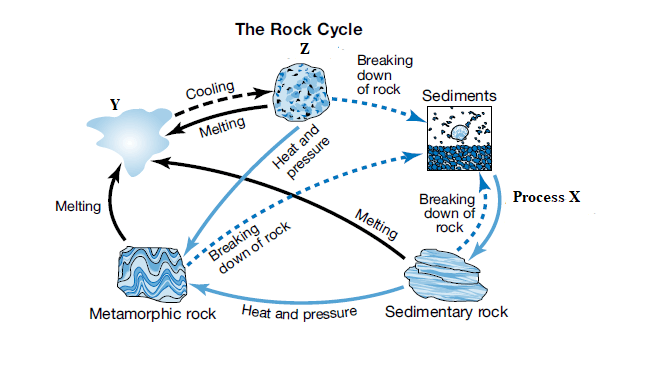 The Rock Cycle
Z
Breaking
down
of rock
Cooling
Sediments
Y
Melting
Heat and
pressure
Melting
Breaking
down of
rock
Process X
Breaking
down of rock
Melting
Metamorphic rock
Heat and pressure
Sedimentary rock